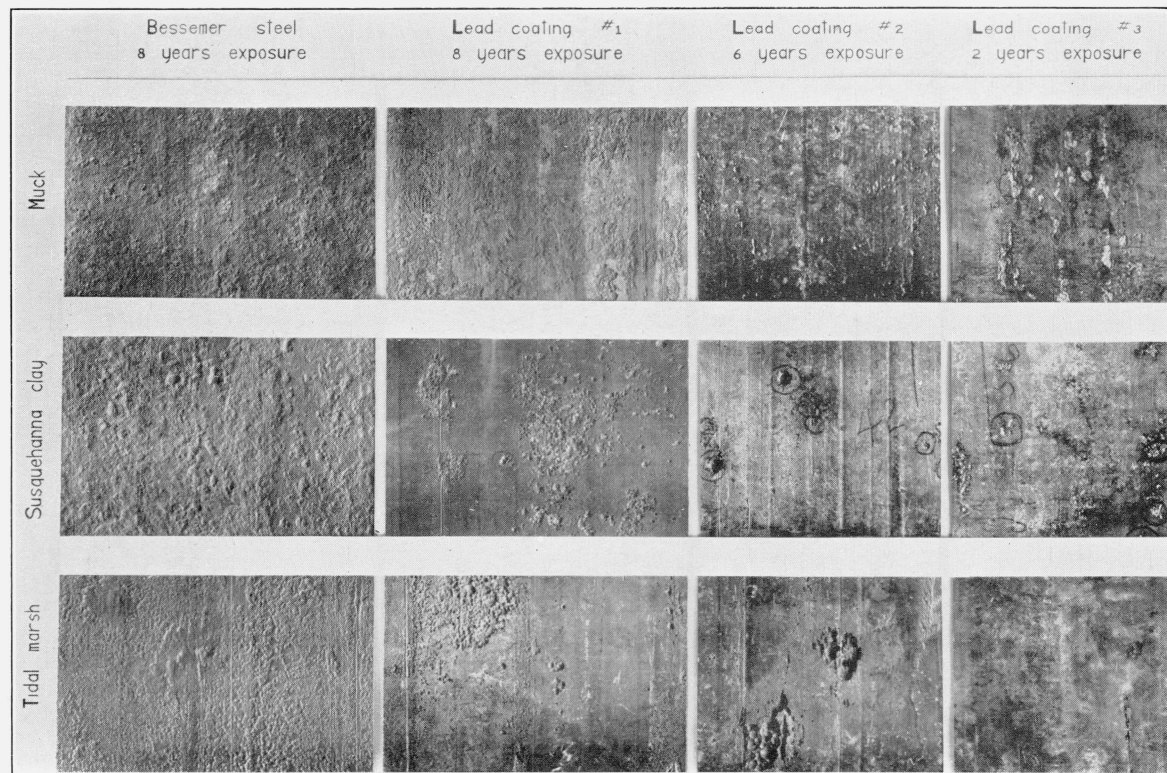 Bessemer steel
8 years exposure
Lead coating #1
8 years exposure
Lead coating #2
6 years exposure
Lead coating #3
2 years exposure
Muck
Susquehanna clay
Tidal marsh